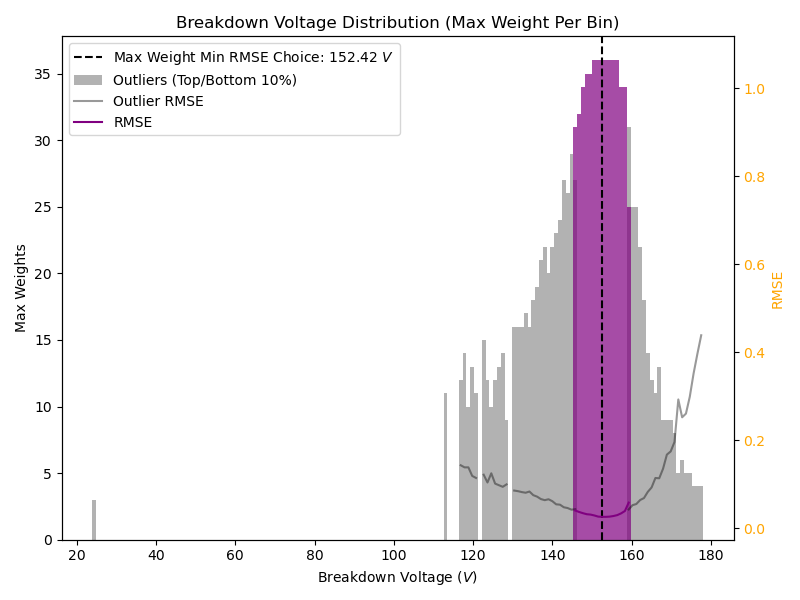 Breakdown Voltage Distribution (Max Weight Per Bin)
Max Weight Min RMSE Choice: 152.42 V
Outliers (Top/Bottom 10%)
Outlier RMSE
RMSE
35
30
25
20
15
10
5
0
Max Weights
1.0
0.8
0.6
0.4
0.2
0.0
RMSE
20 40 60 80 100 120 140 160 180
Breakdown Voltage (V)